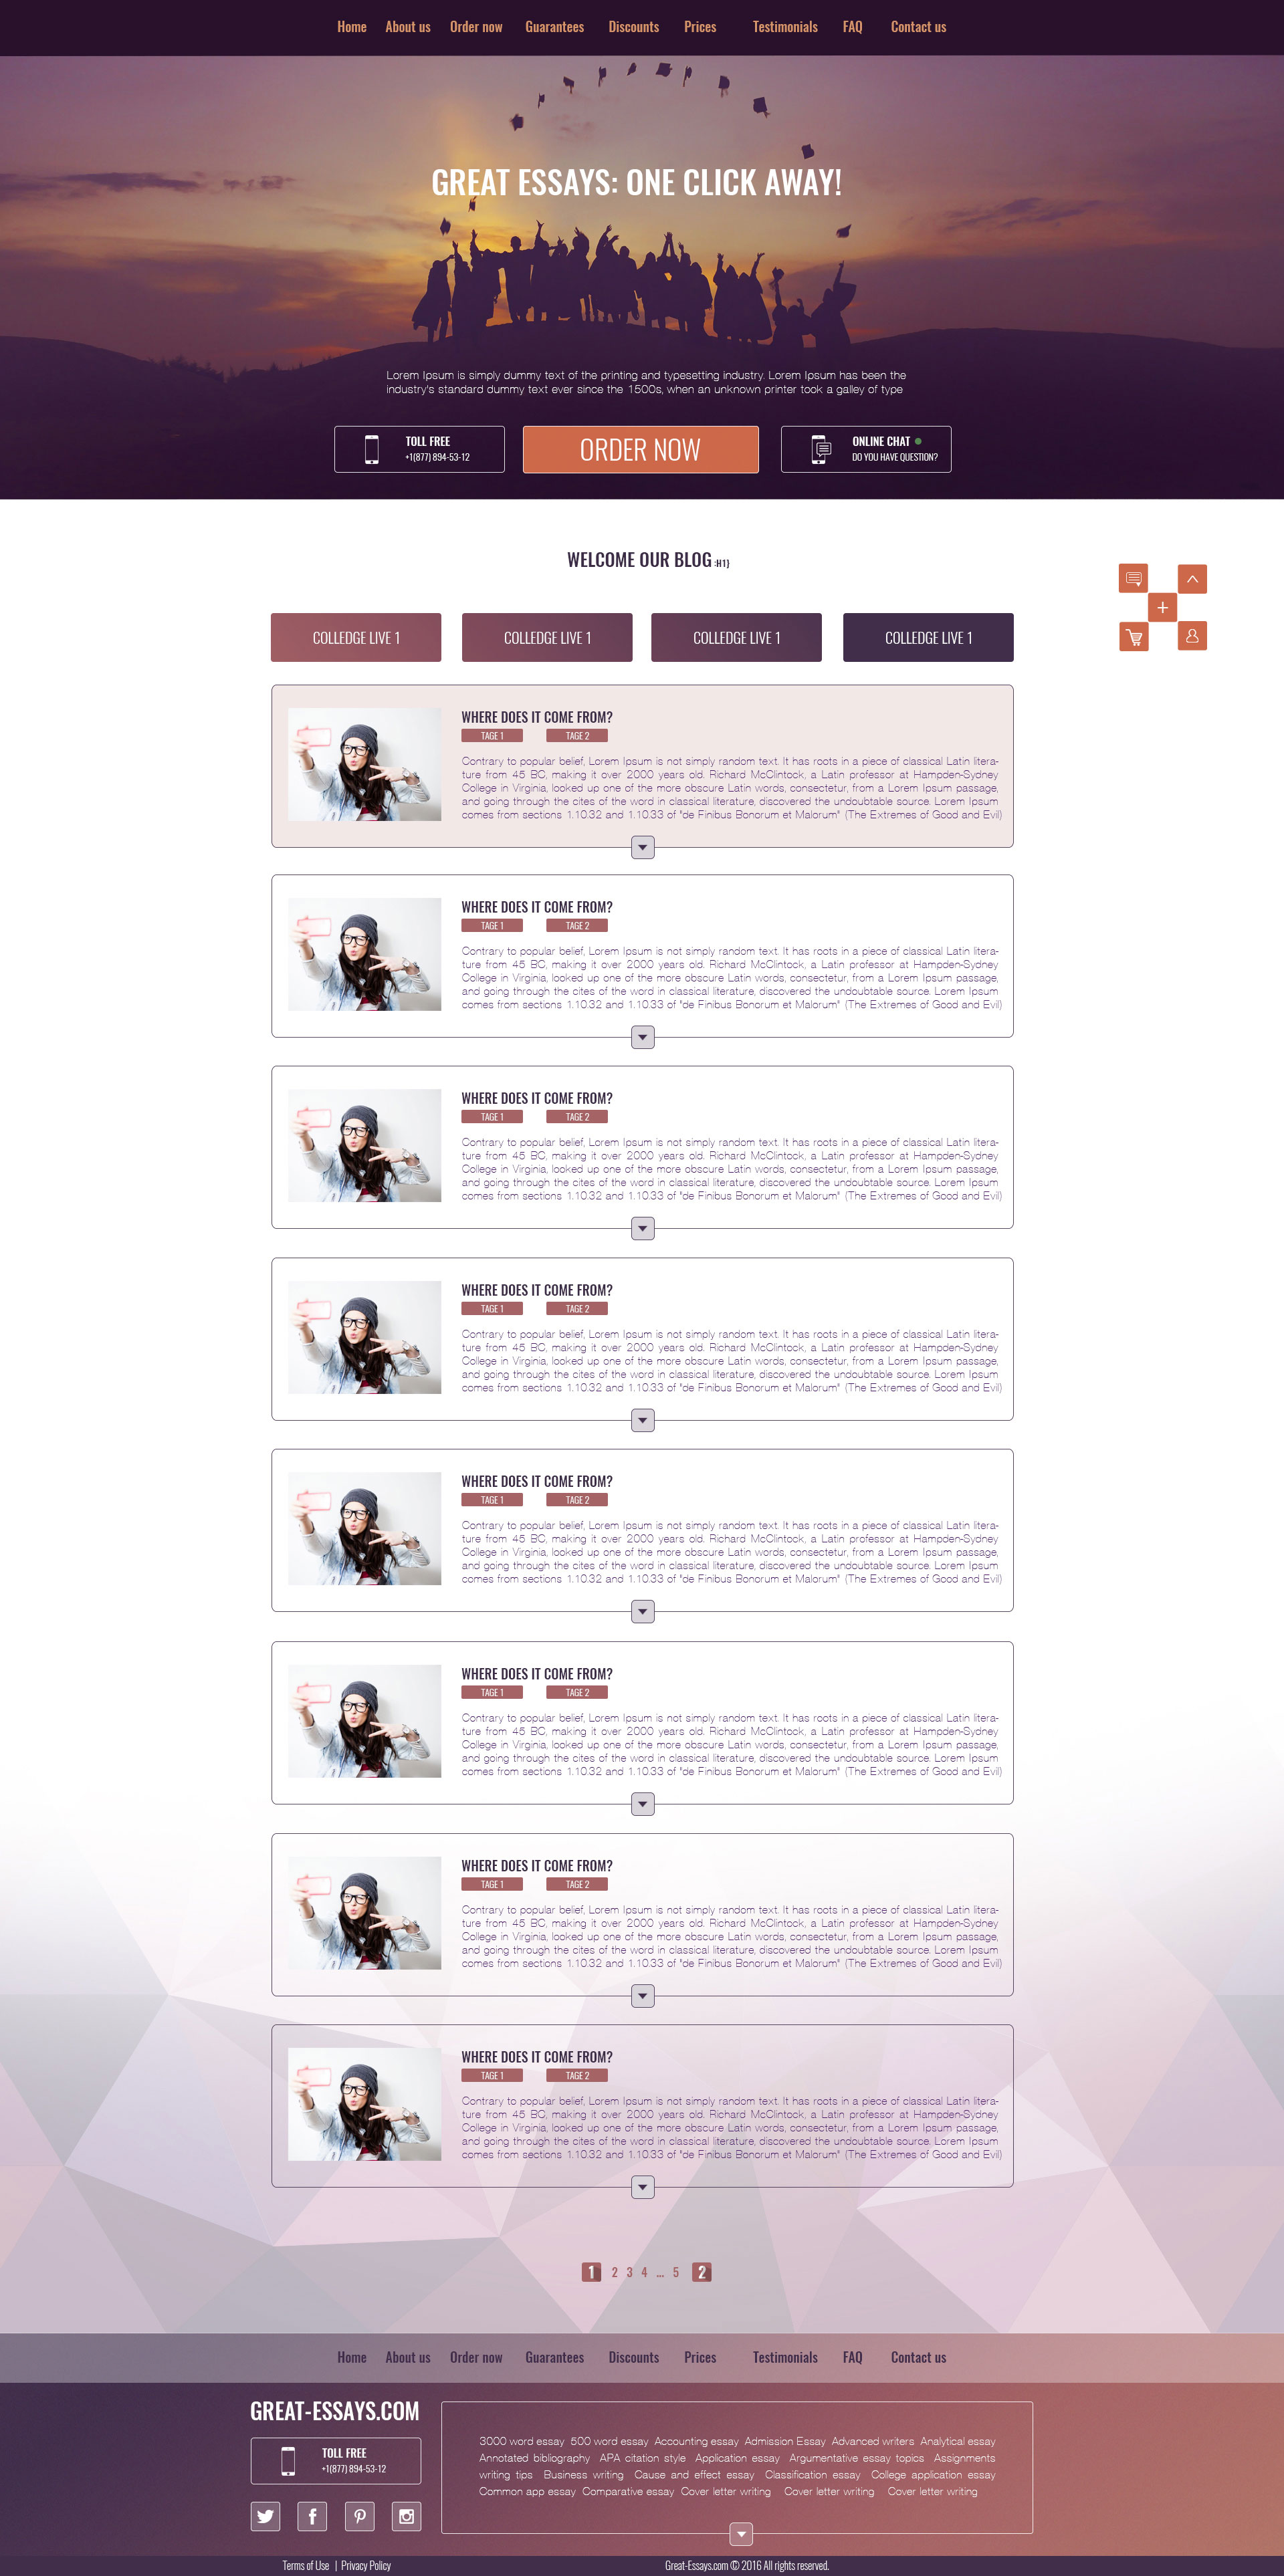 Home About us Order now Guarantees Discounts Prices Testimonials FAQ Contact us
GREAT ESSAYS: ONE CLICK AWAY!
Lorem Ipsum is simply dummy text of the printing and typesetting industry. Lorem Ipsum has been the
industry's standard dummy text ever since the 1500s, when an unknown printer took a galley of type
TOLL FREE
+1(877) 894-53-12
ORDER NOW
ONLINE CHAT
DO YOU HAVE QUESTION?
WELCOME OUR BLOG :H1}
COLLEDGE LIVE 1 COLLEDGE LIVE 1 COLLEDGE LIVE 1 COLLEDGE LIVE 1
WHERE DOES IT COME FROM?
TAGE 1 TAGE 2
Contrary to popular belief, Lorem Ipsum is not simply random text. It has roots in a piece of classical Latin litera-
ture from 45 BC, making it over 2000 years old. Richard McClintock, a Latin professor at Hampden-Sydney
College in Virginia, looked up one of the more obscure Latin words, consectetur, from a Lorem Ipsum passage,
and going through the cites of the word in classical literature, discovered the undoubtable source. Lorem Ipsum
comes from sections 1.10.32 and 1.10.33 of "de Finibus Bonorum et Malorum" (The Extremes of Good and Evil)
WHERE DOES IT COME FROM?
TAGE 1 TAGE 2
Contrary to popular belief, Lorem Ipsum is not simply random text. It has roots in a piece of classical Latin litera-
ture from 45 BC, making it over 2000 years old. Richard McClintock, a Latin professor at Hampden-Sydney
College in Virginia, looked up one of the more obscure Latin words, consectetur, from a Lorem Ipsum passage,
and going through the cites of the word in classical literature, discovered the undoubtable source. Lorem Ipsum
comes from sections 1.10.32 and 1.10.33 of "de Finibus Bonorum et Malorum" (The Extremes of Good and Evil)
WHERE DOES IT COME FROM?
TAGE 1 TAGE 2
Contrary to popular belief, Lorem Ipsum is not simply random text. It has roots in a piece of classical Latin litera-
ture from 45 BC, making it over 2000 years old. Richard McClintock, a Latin professor at Hampden-Sydney
College in Virginia, looked up one of the more obscure Latin words, consectetur, from a Lorem Ipsum passage,
and going through the cites of the word in classical literature, discovered the undoubtable source. Lorem Ipsum
comes from sections 1.10.32 and 1.10.33 of "de Finibus Bonorum et Malorum" (The Extremes of Good and Evil)
WHERE DOES IT COME FROM?
TAGE 1 TAGE 2
Contrary to popular belief, Lorem Ipsum is not simply random text. It has roots in a piece of classical Latin litera-
ture from 45 BC, making it over 2000 years old. Richard McClintock, a Latin professor at Hampden-Sydney
College in Virginia, looked up one of the more obscure Latin words, consectetur, from a Lorem Ipsum passage,
and going through the cites of the word in classical literature, discovered the undoubtable source. Lorem Ipsum
comes from sections 1.10.32 and 1.10.33 of "de Finibus Bonorum et Malorum" (The Extremes of Good and Evil)
WHERE DOES IT COME FROM?
TAGE 1 TAGE 2
Contrary to popular belief, Lorem Ipsum is not simply random text. It has roots in a piece of classical Latin litera-
ture from 45 BC, making it over 2000 years old. Richard McClintock, a Latin professor at Hampden-Sydney
College in Virginia, looked up one of the more obscure Latin words, consectetur, from a Lorem Ipsum passage,
and going through the cites of the word in classical literature, discovered the undoubtable source. Lorem Ipsum
comes from sections 1.10.32 and 1.10.33 of "de Finibus Bonorum et Malorum" (The Extremes of Good and Evil)
WHERE DOES IT COME FROM?
TAGE 1 TAGE 2
Contrary to popular belief, Lorem Ipsum is not simply random text. It has roots in a piece of classical Latin litera-
ture from 45 BC, making it over 2000 years old. Richard McClintock, a Latin professor at Hampden-Sydney
College in Virginia, looked up one of the more obscure Latin words, consectetur, from a Lorem Ipsum passage,
and going through the cites of the word in classical literature, discovered the undoubtable source. Lorem Ipsum
comes from sections 1.10.32 and 1.10.33 of "de Finibus Bonorum et Malorum" (The Extremes of Good and Evil)
WHERE DOES IT COME FROM?
TAGE 1 TAGE 2
Contrary to popular belief, Lorem Ipsum is not simply random text. It has roots in a piece of classical Latin litera-
ture from 45 BC, making it over 2000 years old. Richard McClintock, a Latin professor at Hampden-Sydney
College in Virginia, looked up one of the more obscure Latin words, consectetur, from a Lorem Ipsum passage,
and going through the cites of the word in classical literature, discovered the undoubtable source. Lorem Ipsum
comes from sections 1.10.32 and 1.10.33 of "de Finibus Bonorum et Malorum" (The Extremes of Good and Evil)
WHERE DOES IT COME FROM?
TAGE 1 TAGE 2
Contrary to popular belief, Lorem Ipsum is not simply random text. It has roots in a piece of classical Latin litera-
ture from 45 BC, making it over 2000 years old. Richard McClintock, a Latin professor at Hampden-Sydney
College in Virginia, looked up one of the more obscure Latin words, consectetur, from a Lorem Ipsum passage,
and going through the cites of the word in classical literature, discovered the undoubtable source. Lorem Ipsum
comes from sections 1.10.32 and 1.10.33 of "de Finibus Bonorum et Malorum" (The Extremes of Good and Evil)
1 2 3 4 ... 5 2
Home About us Order now Guarantees Discounts Prices Testimonials FAQ Contact us
GREAT-ESSAYS.COM
TOLL FREE
+1(877) 894-53-12
3000 word essay 500 word essay Accounting essay Admission Essay Advanced writers Analytical essay
Annotated bibliography APA citation style Application essay Argumentative essay topics Assignments
writing tips Business writing Cause and effect essay Classification essay College application essay
Common app essay Comparative essay Cover letter writing Cover letter writing Cover letter writing
Terms of Use | Privacy Policy
Great-Essays.com © 2016 All rights reserved.